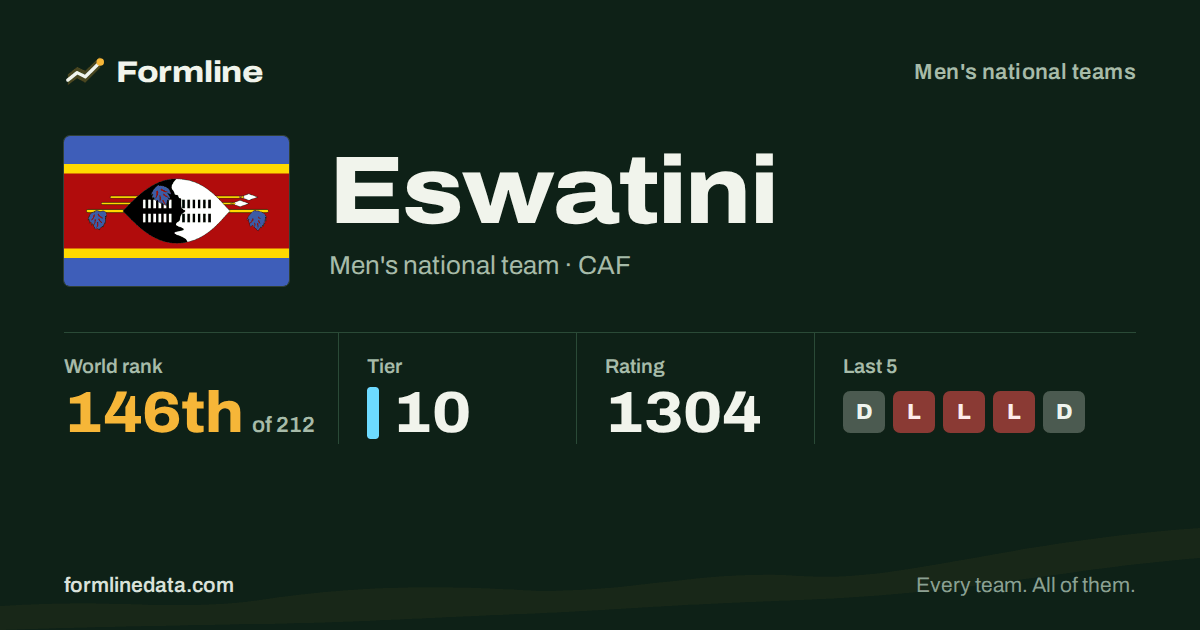 Formline
Men's national teams
Eswatini
Men's national team · CAF
World rank
146th of 212
Tier
10
Rating
1304
Last 5
D L L L D
formlinedata.com
Every team. All of them.